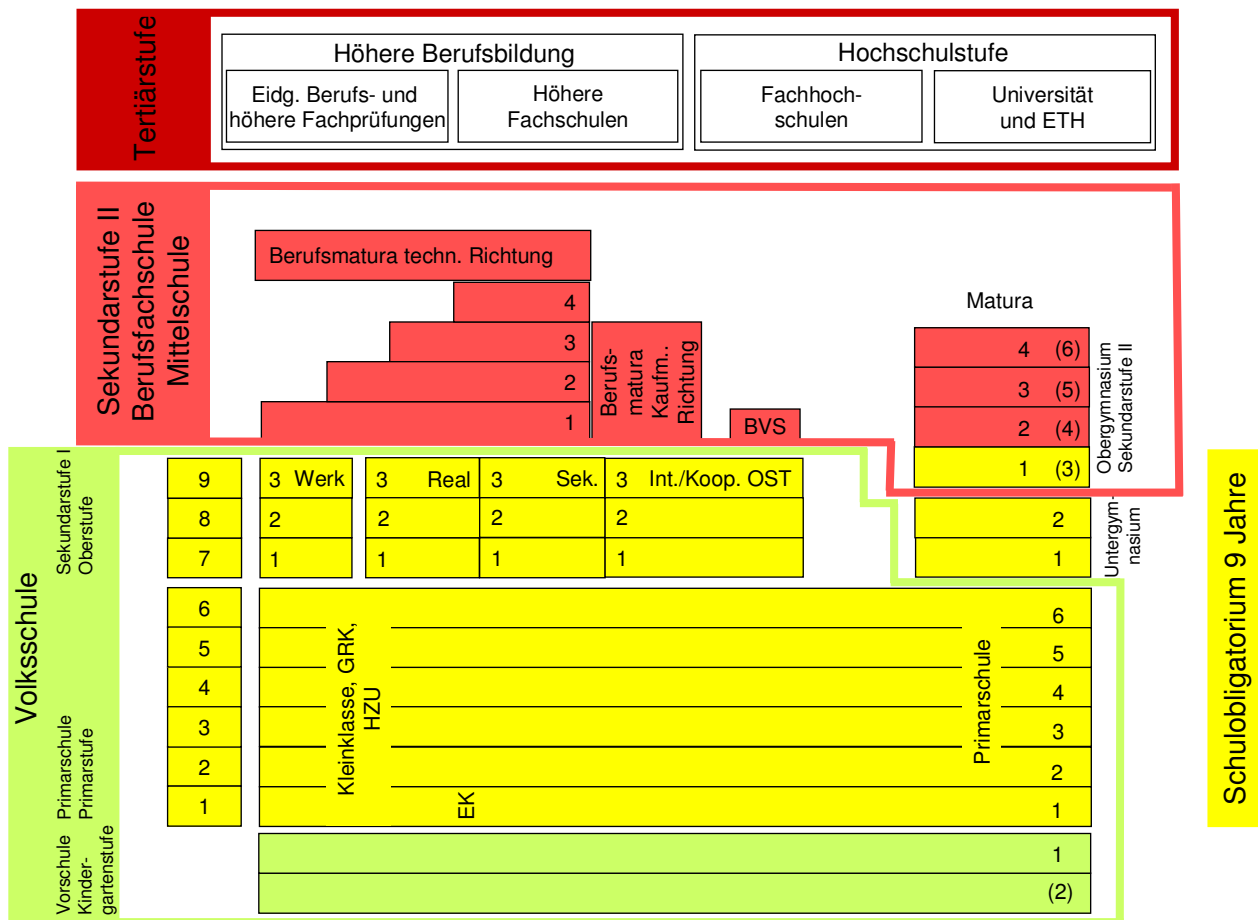 Tertiärstufe
Höhere Berufsbildung
Eidg. Berufs- und
höhere Fachprüfungen
Höhere
Fachschulen
Hochschulstufe
Fachhoch-
schulen
Universität
und ETH
Sekundarstufe II
Berufsfachschule
Mittelschule
Berufsmatura techn. Richtung
4
3
2
1
Berufs-
matura
Kaufm..
Richtung
BVS
Matura
4 (6)
3 (5)
2 (4)
1 (3)
Obergymnasium
Sekundarstufe II
Volksschule
Sekundarstufe I
Oberstufe
9
8
7
3 Werk
2
1
3 Real
2
1
3 Sek.
2
1
3 Int./Koop. OST
2
1
2
1
Untergym-
nasium
Primarschule
Primarstufe
6
5
4
3
2
1
Kleinklasse, GRK,
HZU
EK
Primarschule
6
5
4
3
2
1
Vorschule
Kinder-
gartenstufe
1
(2)
Schulobligatorium 9 Jahre